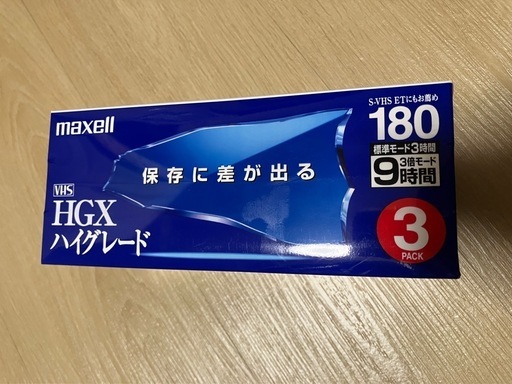 maxell
S-VHS ETにもお薦め
180
標準モード3時間
3倍モード
9時間
保存に差が出る
VHS
HGX
ハイグレード
3
PACK